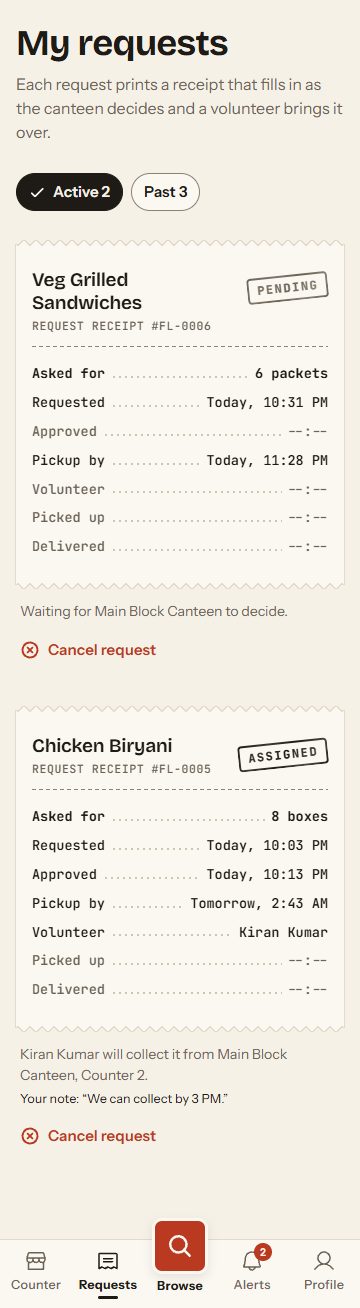 My requests
Each request prints a receipt that fills in as
the canteen decides and a volunteer brings it
over.
Active 2
Past 3
Veg Grilled
Sandwiches
PENDING
REQUEST RECEIPT #FL-0006
Asked for 6 packets
Requested Today, 10:31 PM
Approved --:--
Pickup by Today, 11:28 PM
Volunteer --:--
Picked up --:--
Delivered --:--
Waiting for Main Block Canteen to decide.
Cancel request
Chicken Biryani
ASSIGNED
REQUEST RECEIPT #FL-0005
Asked for 8 boxes
Requested Today, 10:03 PM
Approved Today, 10:13 PM
Pickup by Tomorrow, 2:43 AM
Volunteer Kiran Kumar
Picked up --:--
Delivered --:--
Kiran Kumar will collect it from Main Block
Canteen, Counter 2.
Your note: “We can collect by 3 PM.”
Cancel request
2
Counter Requests Browse Alerts Profile